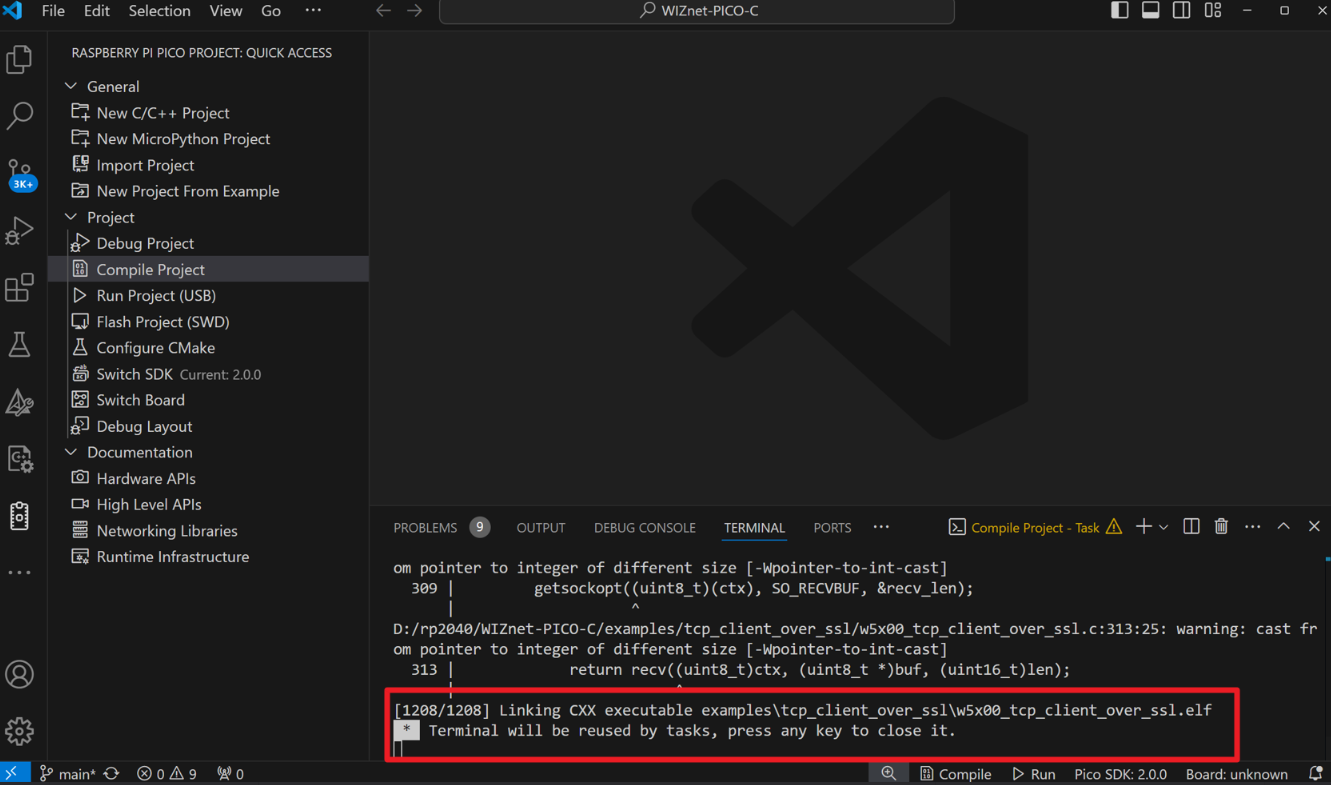 File Edit Selection View Go ···
WIZnet-PICO-C
RASPBERRY PI PICO PROJECT: QUICK ACCESS
General
New C/C++ Project
New MicroPython Project
Import Project
New Project From Example
Project
Debug Project
Compile Project
Run Project (USB)
Flash Project (SWD)
Configure CMake
Switch SDK Current: 2.0.0
Switch Board
Debug Layout
Documentation
Hardware APIs
High Level APIs
Networking Libraries
Runtime Infrastructure
3K+
PROBLEMS 9 OUTPUT DEBUG CONSOLE TERMINAL PORTS ··· Compile Project - Task
om pointer to integer of different size [-Wpointer-to-int-cast]
309 | getsockopt((uint8_t)(ctx), SO_RECVBUF, &recv_len);
| ^
D:/rp2040/WIZnet-PICO-C/examples/tcp_client_over_ssl/w5x00_tcp_client_over_ssl.c:313:25: warning: cast fr
om pointer to integer of different size [-Wpointer-to-int-cast]
313 | return recv((uint8_t)ctx, (uint8_t *)buf, (uint16_t)len);
| ^
[1208/1208] Linking CXX executable examples\tcp_client_over_ssl\w5x00_tcp_client_over_ssl.elf
* Terminal will be reused by tasks, press any key to close it.
main* 0 9 0 Compile Run Pico SDK: 2.0.0 Board: unknown